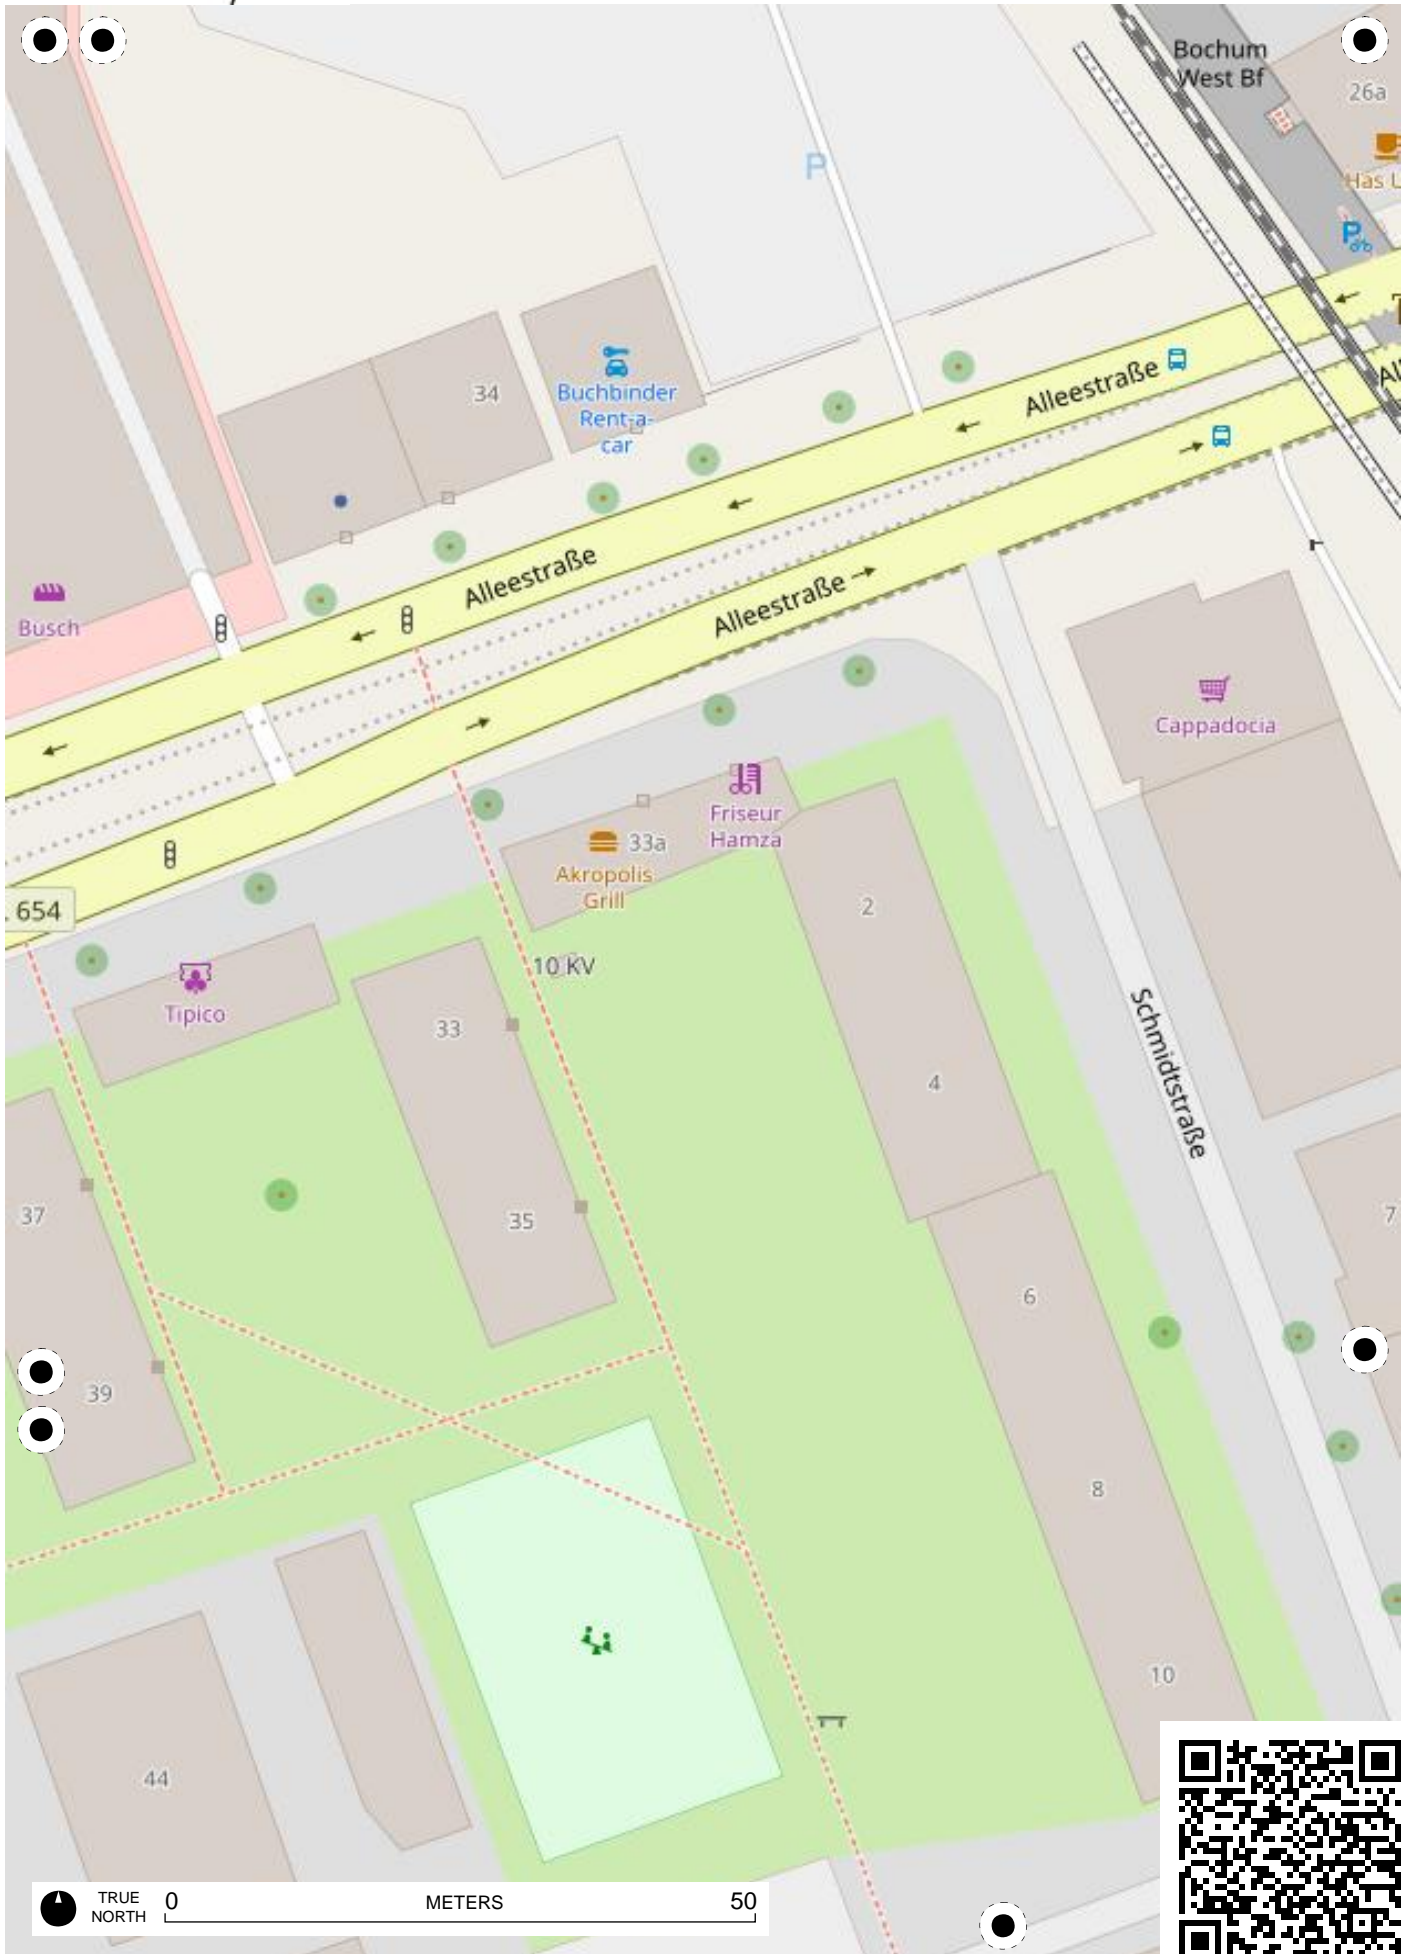 Bochum
West Bf
26a
P
P
34
Buchbinder
Rent-a-
car
Alleestraße
Alleestraße
Alleestraße
Busch
Cappadocia
Friseur
Hamza
33a
Akropolis
Grill
2
654
10 KV
Tipico
33
4
Schmidtstraße
37
35
7
6
39
8
10
44
TRUE
NORTH
0
METERS
50